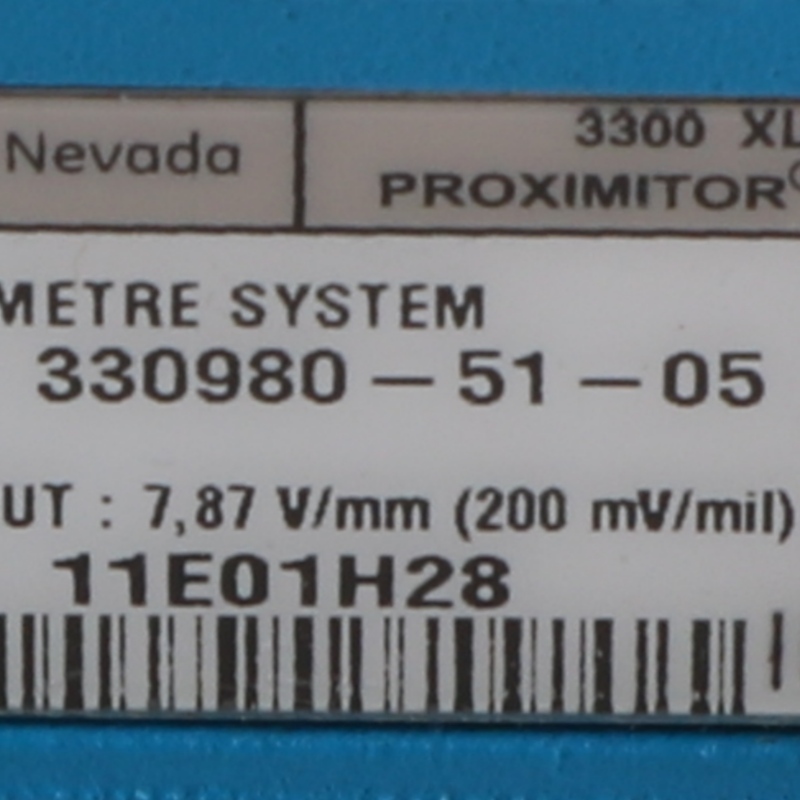 Nevada
3300 XL
PROXIMITOR
METRE SYSTEM
330980-51-05
UT : 7,87 V/mm (200 mV/mil)
11E01H28